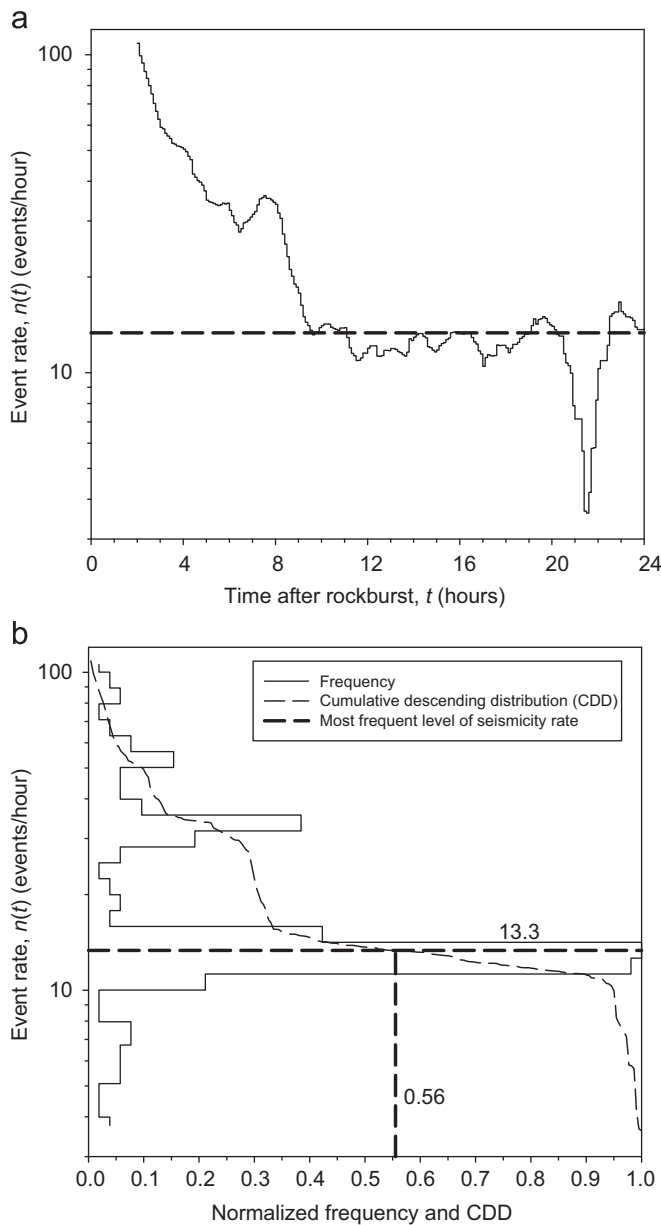 a
100
10
Event rate, n(t) (events/hour)
0 4 8 12 16 20 24
Time after rockburst, t (hours)
b
100
10
Event rate, n(t) (events/hour)
Frequency
Cumulative descending distribution (CDD)
Most frequent level of seismicity rate
13.3
0.56
0.0 0.1 0.2 0.3 0.4 0.5 0.6 0.7 0.8 0.9 1.0
Normalized frequency and CDD